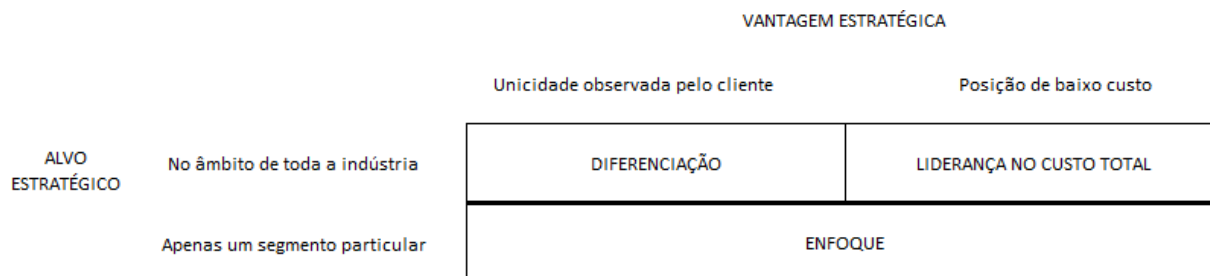 VANTAGEM ESTRATÉGICA
Unicidade observada pelo cliente
Posição de baixo custo
ALVO
ESTRATÉGICO
No âmbito de toda a indústria
DIFERENCIAÇÃO
LIDERANÇA NO CUSTO TOTAL
Apenas um segmento particular
ENFOQUE